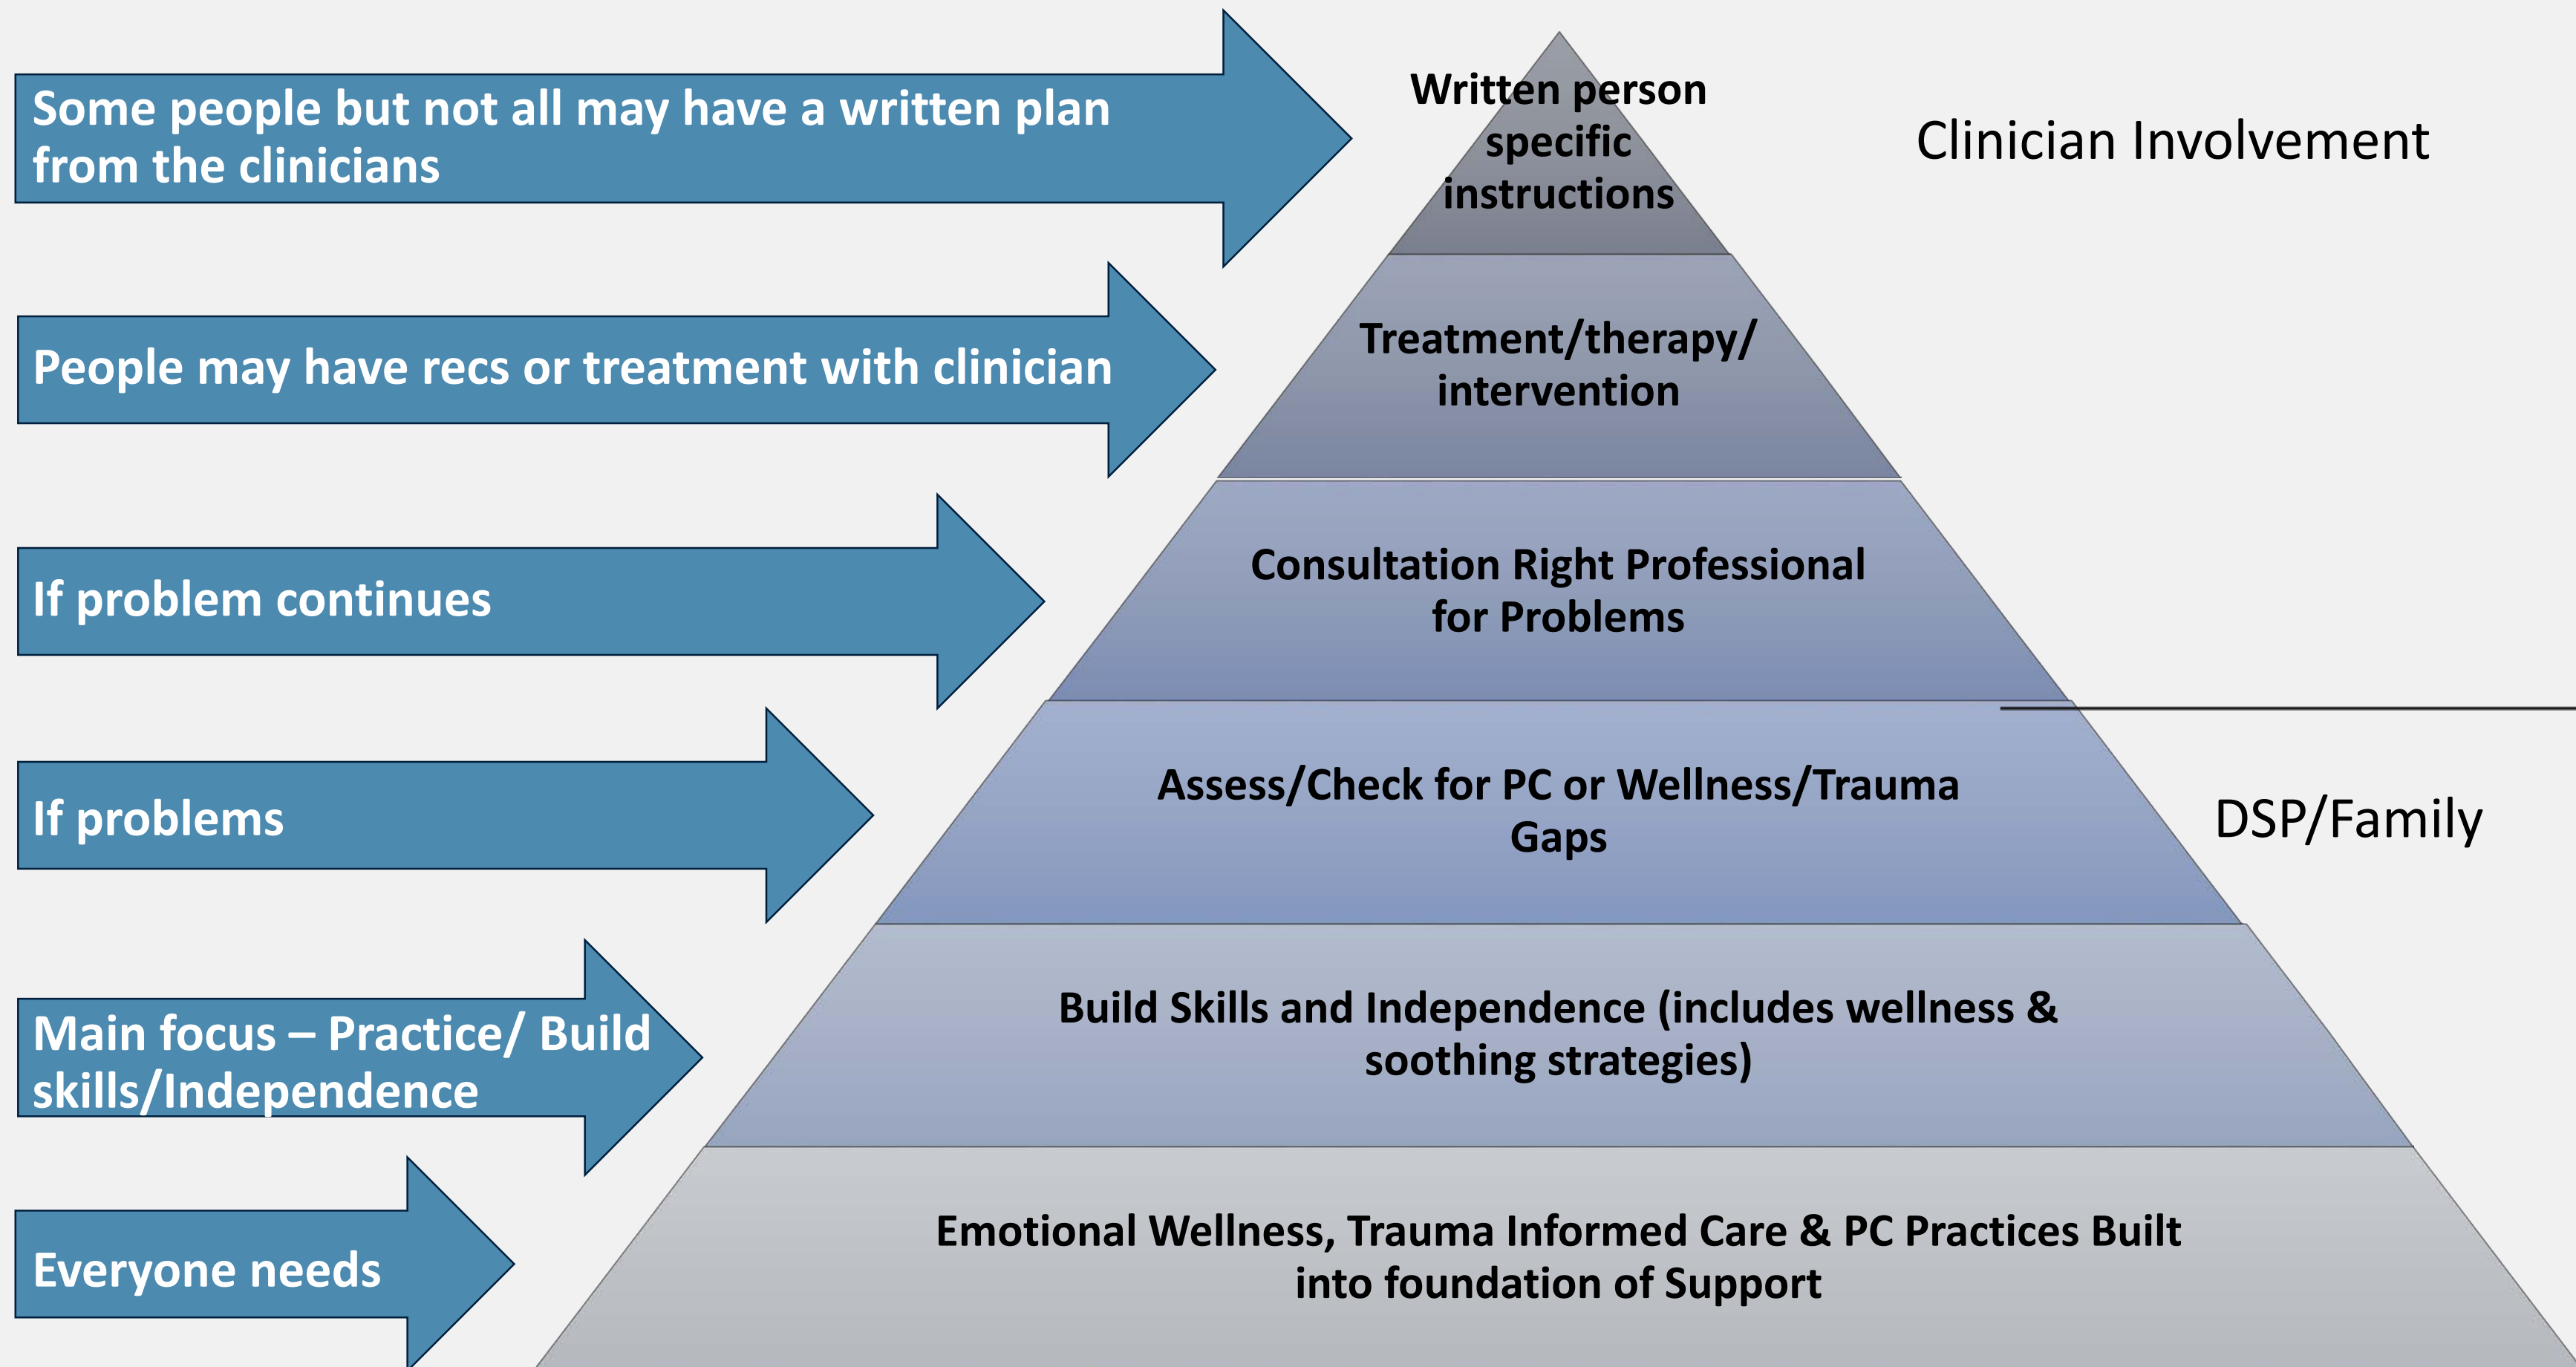 Some people but not all may have a written plan
from the clinicians
Written person
specific
instructions
Clinician Involvement
People may have recs or treatment with clinician
Treatment/therapy/
intervention
If problem continues
Consultation Right Professional
for Problems
If problems
Assess/Check for PC or Wellness/Trauma
Gaps
DSP/Family
Main focus – Practice/ Build
skills/Independence
Build Skills and Independence (includes wellness &
soothing strategies)
Everyone needs
Emotional Wellness, Trauma Informed Care & PC Practices Built
into foundation of Support